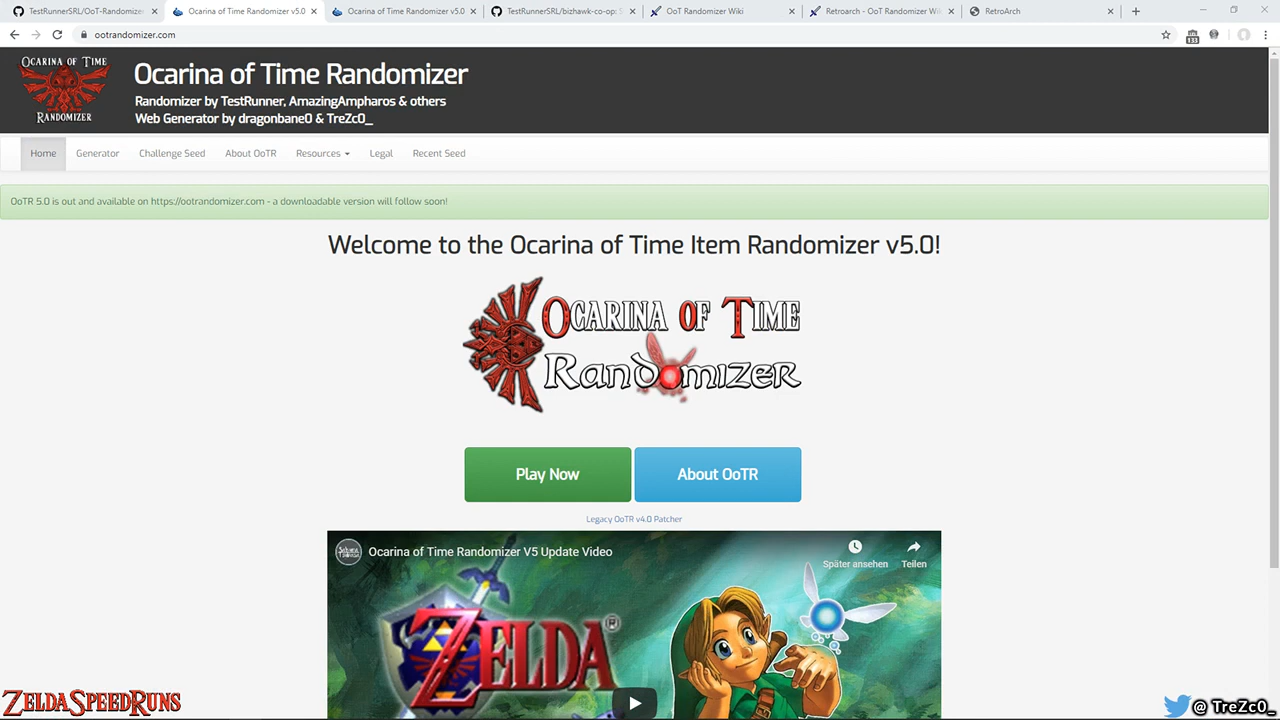 TestRunnerSRL/OoT-Randomizer
Ocarina of Time Randomizer v5.0
Ocarina of Time Randomizer v5.0
TestRunnerSRL/bizhawk-co-op: S
OoT Randomizer Wiki
Retroarch - OoT Randomizer Wi
RetroArch
ootrandomizer.com
133
OCARINA OF TIME
RANDOMIZER
Ocarina of Time Randomizer
Randomizer by TestRunner, AmazingAmpharos & others
Web Generator by dragonbane0 & TreZc0_
Home
Generator
Challenge Seed
About OoTR
Resources
Legal
Recent Seed
OoTR 5.0 is out and available on https://ootrandomizer.com - a downloadable version will follow soon!
Welcome to the Ocarina of Time Item Randomizer v5.0!
OCARINA OF TIME
RANDOMIZER
Play Now
About OoTR
Legacy OoTR v4.0 Patcher
Ocarina of Time Randomizer V5 Update Video
Später ansehen
Teilen
ZELDA®
ZELDASPEEDRUNS
@ TreZc0_